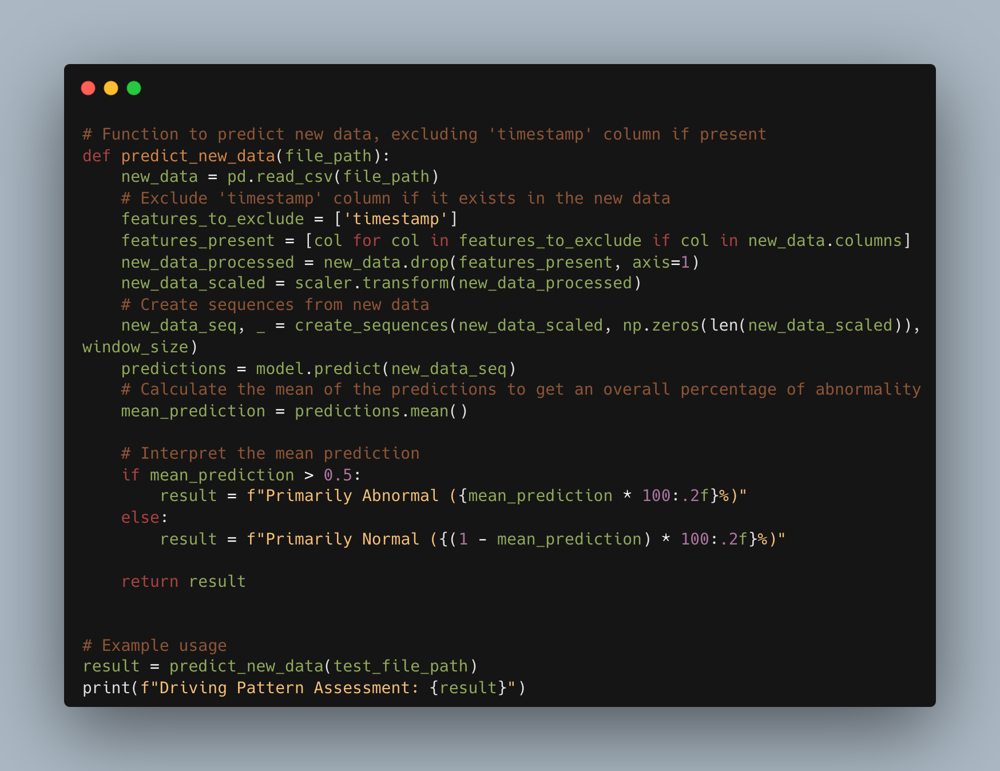 # Function to predict new data, excluding 'timestamp' column if present
def predict_new_data(file_path):
    new_data = pd.read_csv(file_path)
    # Exclude 'timestamp' column if it exists in the new data
    features_to_exclude = ['timestamp']
    features_present = [col for col in features_to_exclude if col in new_data.columns]
    new_data_processed = new_data.drop(features_present, axis=1)
    new_data_scaled = scaler.transform(new_data_processed)
    # Create sequences from new data
    new_data_seq, _ = create_sequences(new_data_scaled, np.zeros(len(new_data_scaled)),
window_size)
    predictions = model.predict(new_data_seq)
    # Calculate the mean of the predictions to get an overall percentage of abnormality
    mean_prediction = predictions.mean()

    # Interpret the mean prediction
    if mean_prediction > 0.5:
        result = f"Primarily Abnormal ({mean_prediction * 100:.2f}%)"
    else:
        result = f"Primarily Normal ({(1 - mean_prediction) * 100:.2f}%)"

    return result


# Example usage
result = predict_new_data(test_file_path)
print(f"Driving Pattern Assessment: {result}")